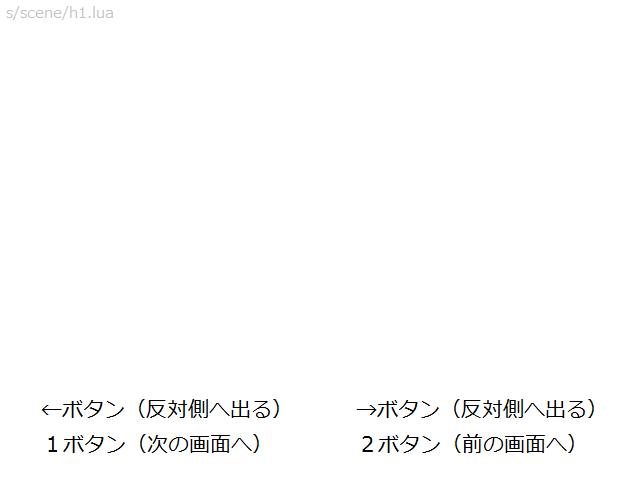 s/scene/h1.lua
←ボタン（反対側へ出る） →ボタン（反対側へ出る）
１ボタン（次の画面へ） ２ボタン（前の画面へ）